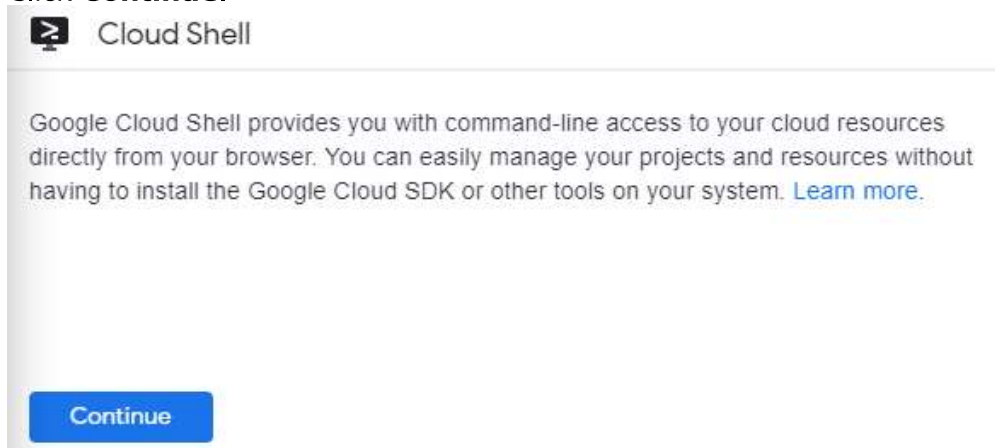 Click Continue.
Cloud Shell
Google Cloud Shell provides you with command-line access to your cloud resources
directly from your browser. You can easily manage your projects and resources without
having to install the Google Cloud SDK or other tools on your system. Learn more.
Continue